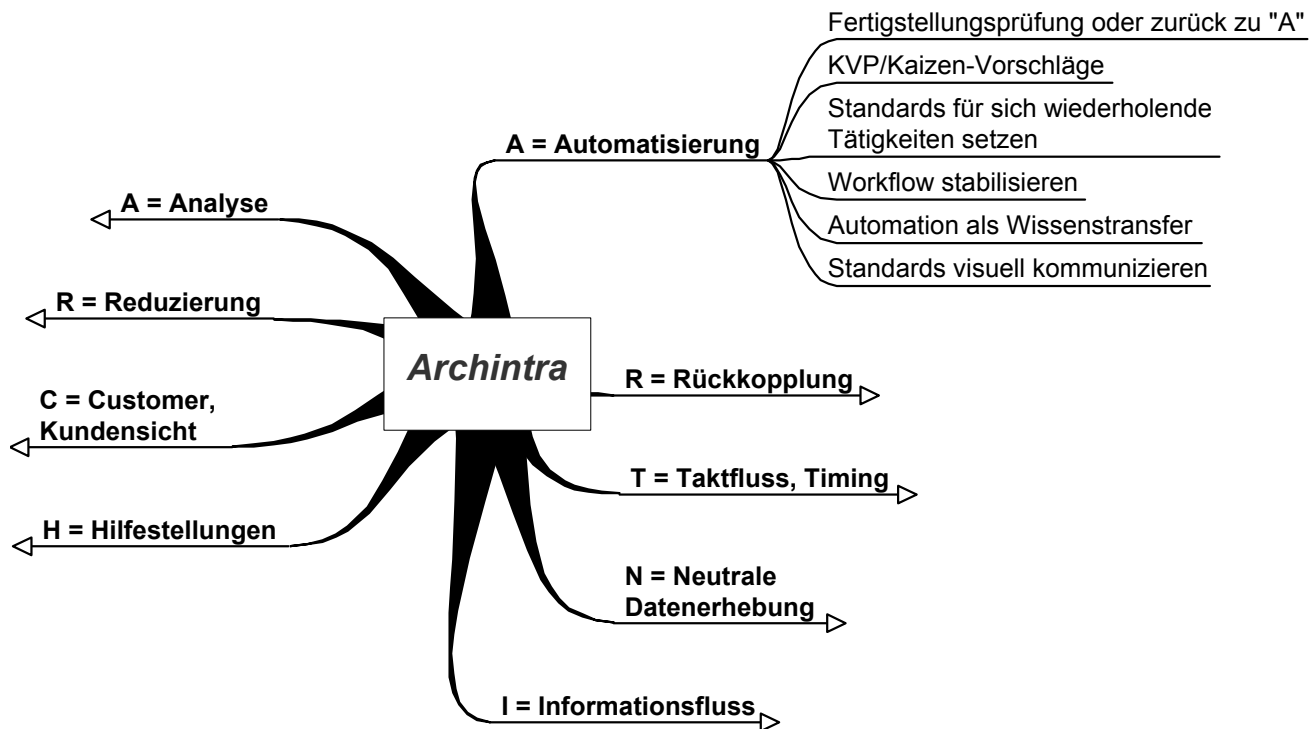 Archintra
A = Analyse
R = Reduzierung
C = Customer,
Kundensicht
H = Hilfestellungen
I = Informationsfluss
N = Neutrale
Datenerhebung
T = Taktfluss, Timing
R = Rückkopplung
A = Automatisierung
Fertigstellungsprüfung oder zurück zu "A"
KVP/Kaizen-Vorschläge
Standards für sich wiederholende
Tätigkeiten setzen
Workflow stabilisieren
Automation als Wissenstransfer
Standards visuell kommunizieren